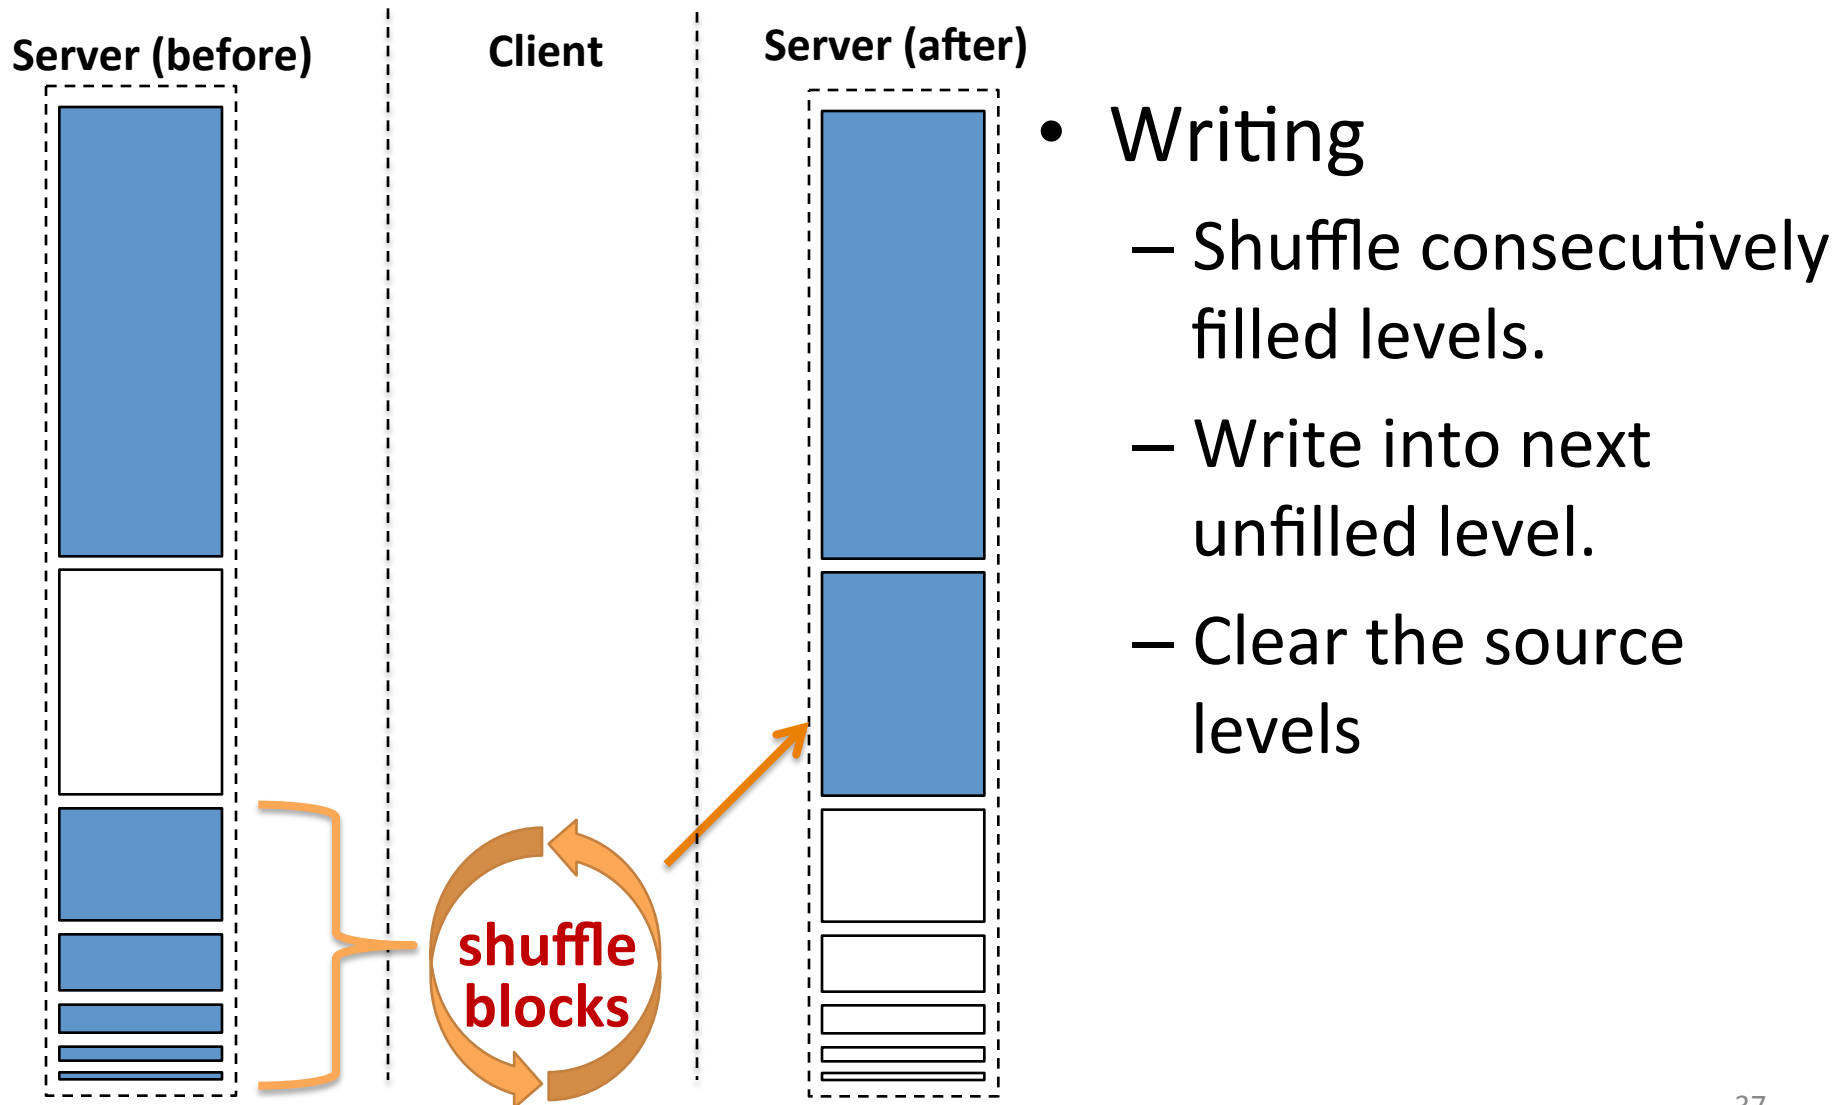 Server (before)
Client
Server (after)
• Writing
– Shuffle consecutively
filled levels.
– Write into next
unfilled level.
– Clear the source
levels
shuffle
blocks
37